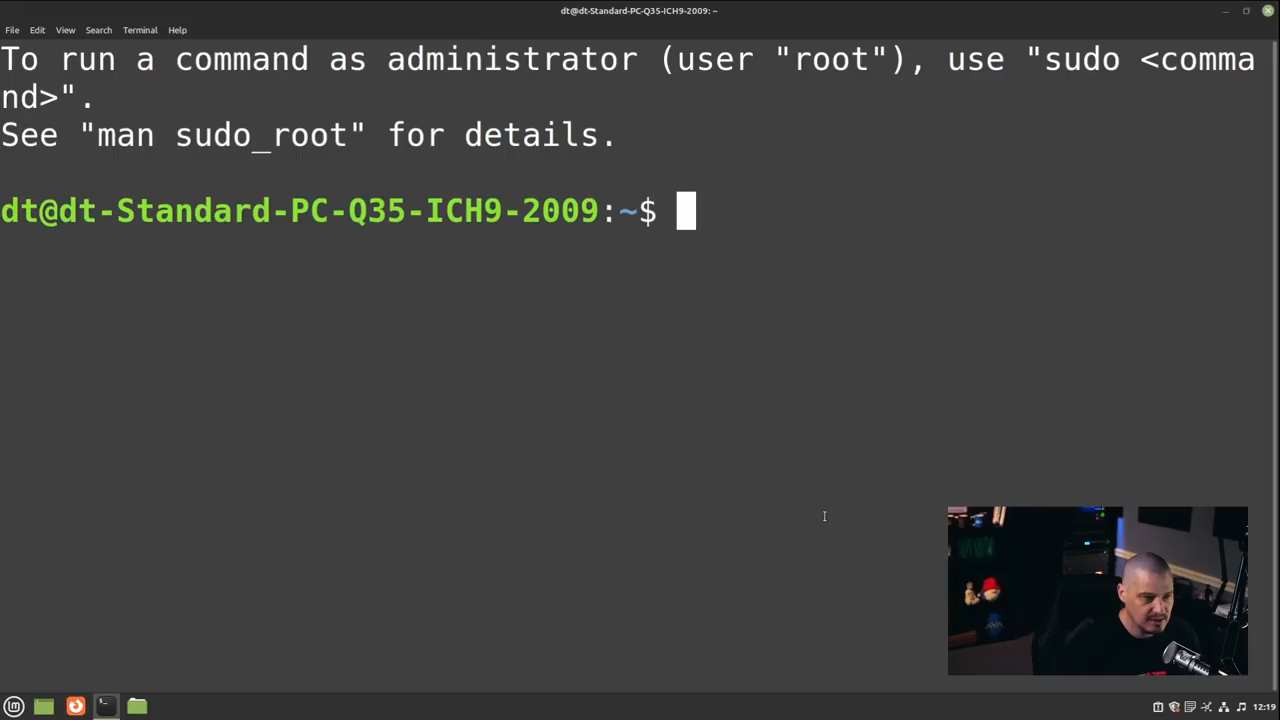 dt@dt-Standard-PC-Q35-ICH9-2009: ~
File Edit View Search Terminal Help
To run a command as administrator (user "root"), use "sudo <comma
nd>".
See "man sudo_root" for details.
dt@dt-Standard-PC-Q35-ICH9-2009:~$
12:19